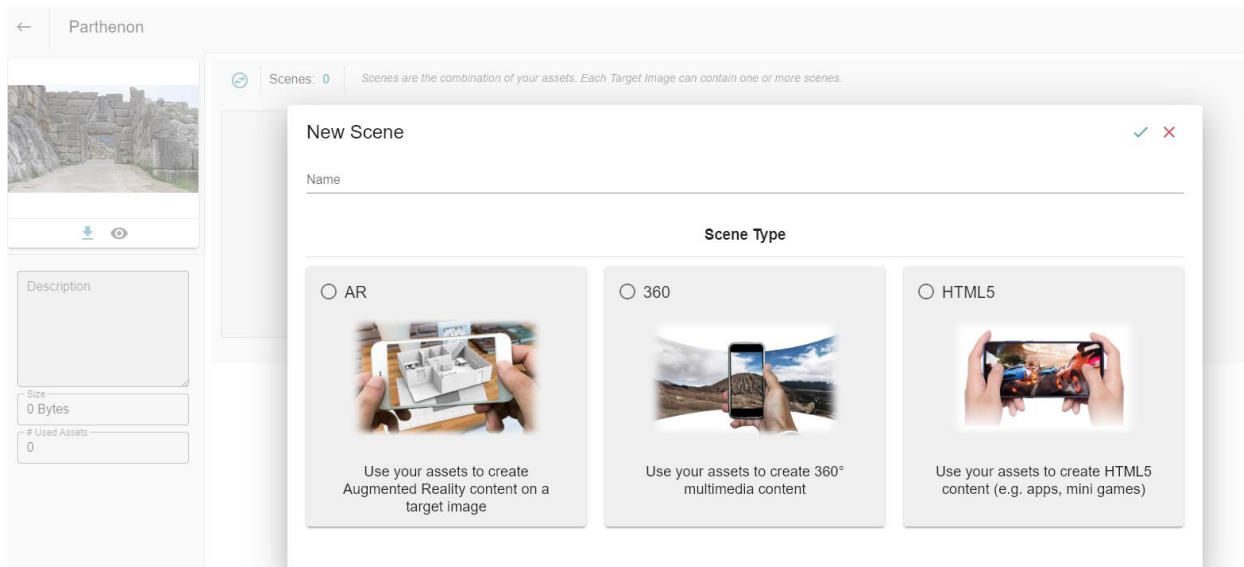 Parthenon
Scenes: 0 Scenes are the combination of your assets. Each Target Image can contain one or more scenes.
New Scene
Name
Scene Type
AR
360
HTML5
Use your assets to create
Augmented Reality content on a
target image
Use your assets to create 360°
multimedia content
Use your assets to create HTML5
content (e.g. apps, mini games)
Description
Size
0 Bytes
# Used Assets
0